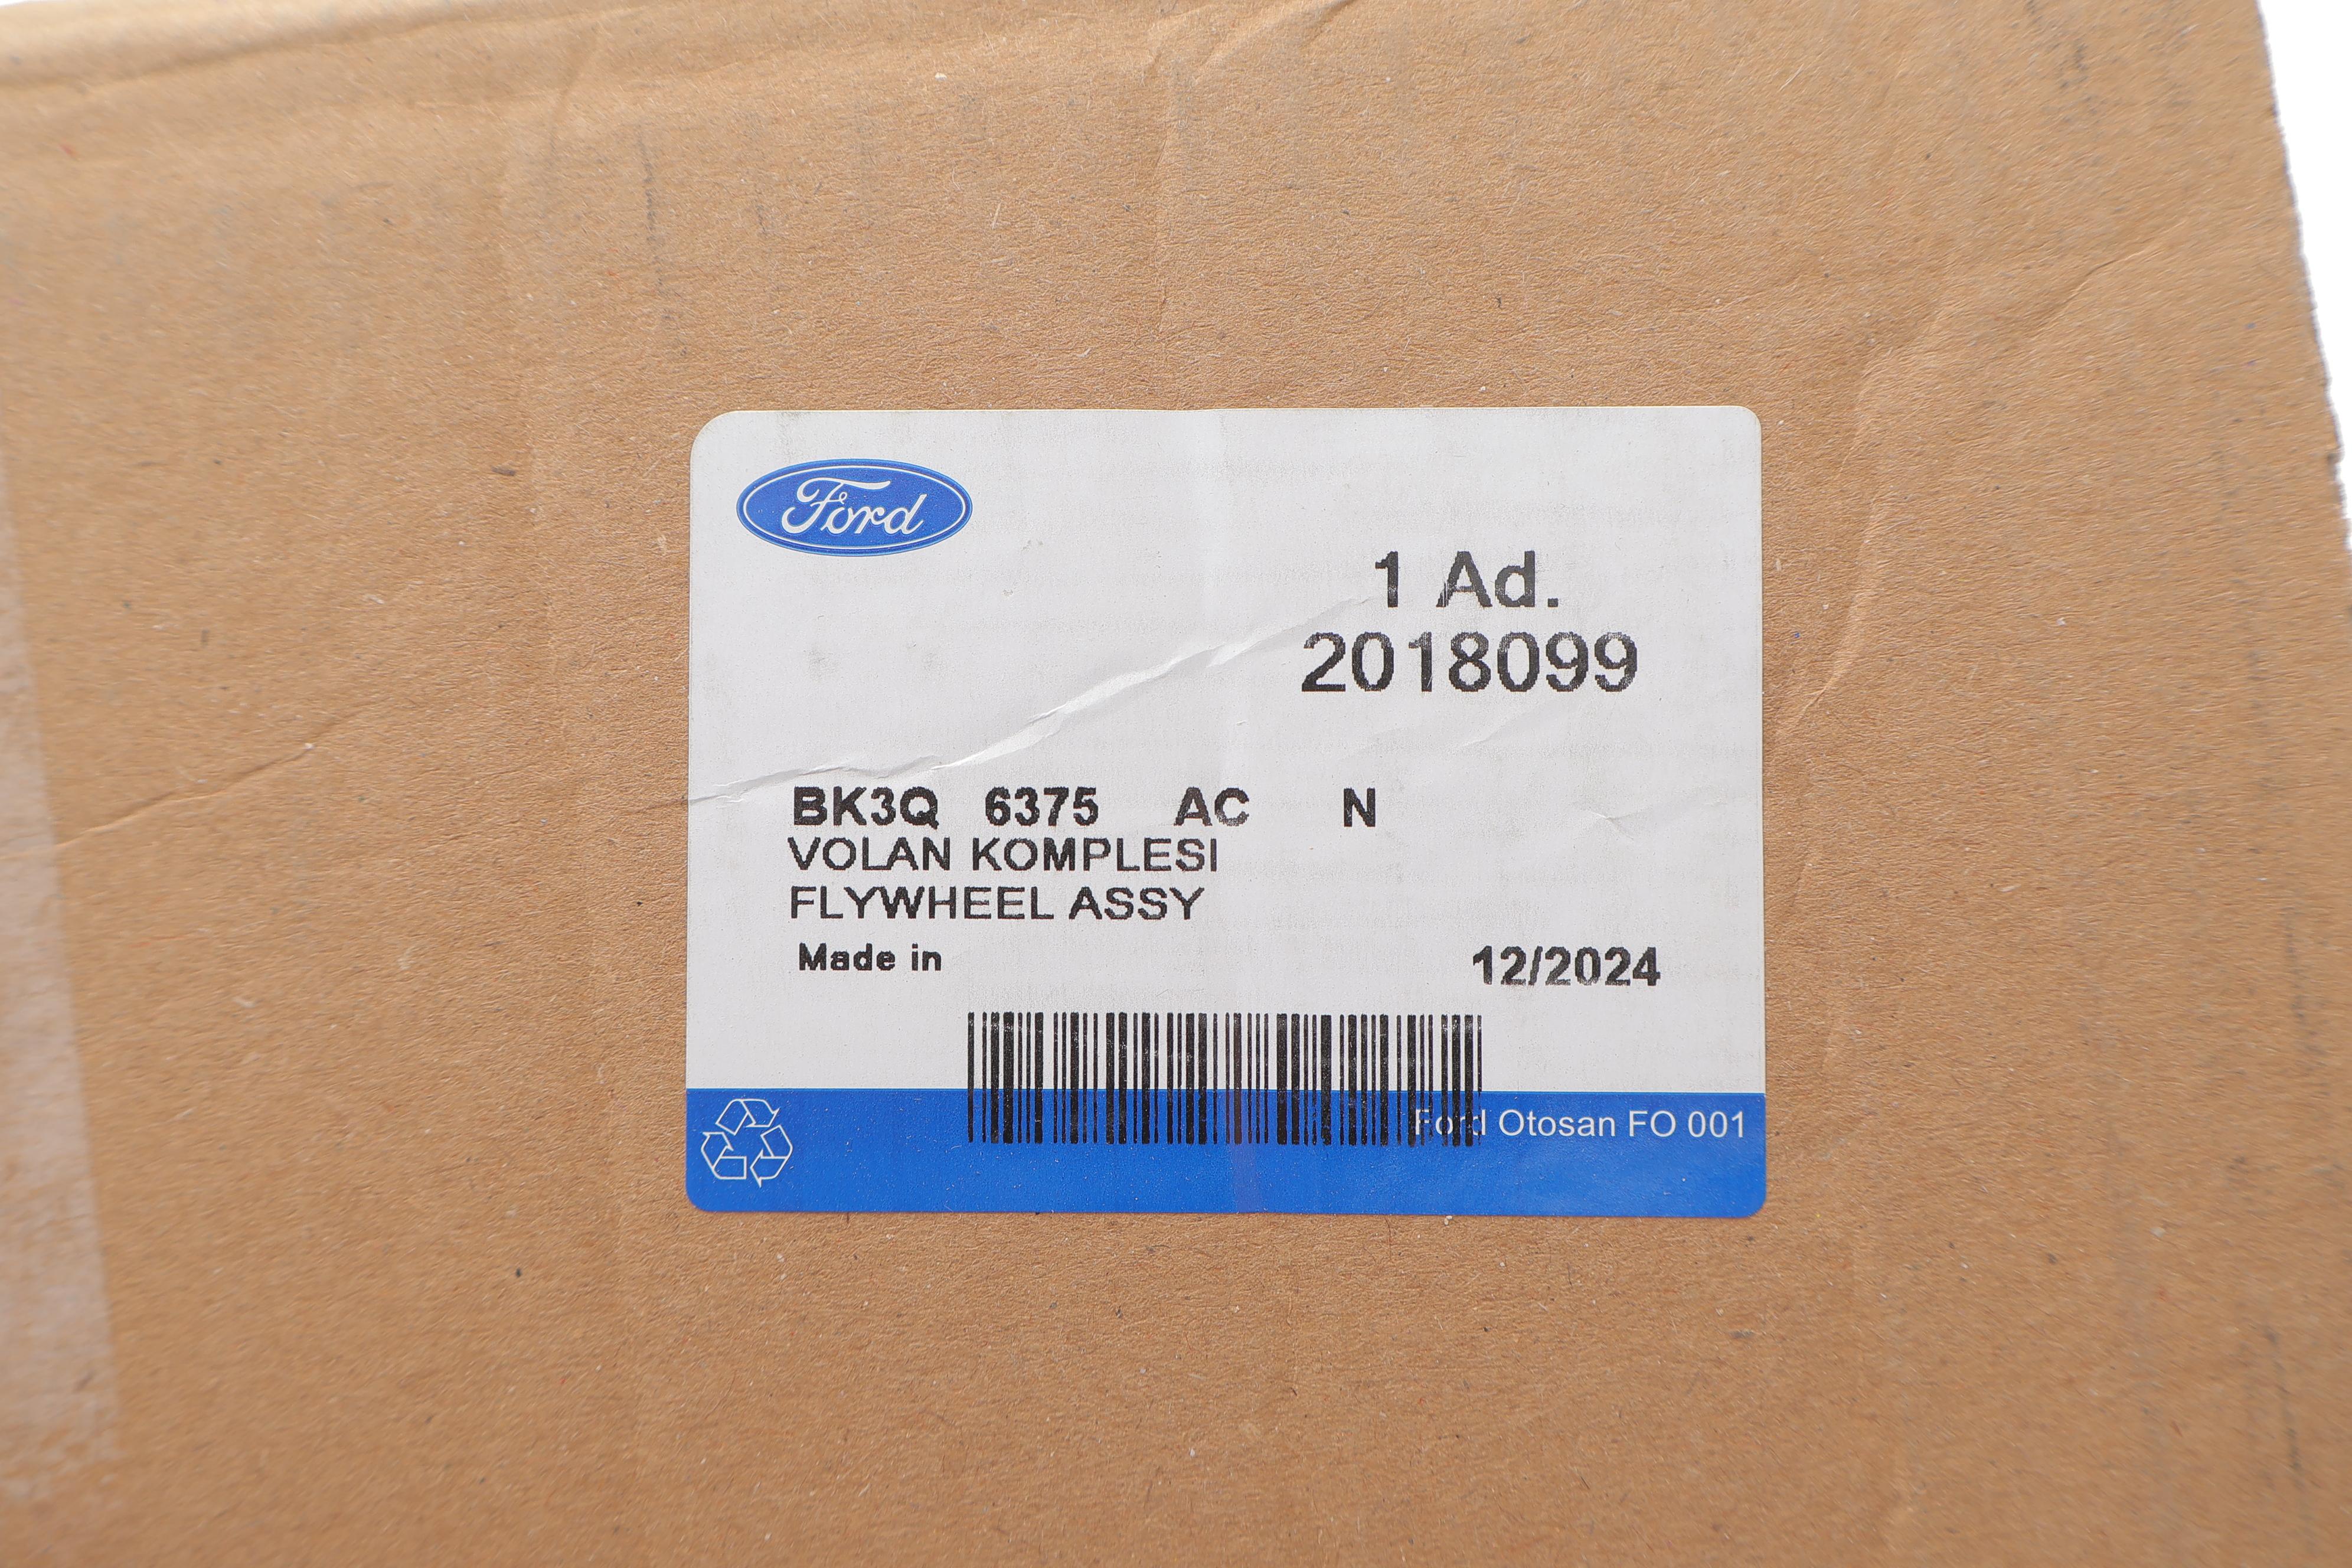 Ford
1 Ad.
2018099
BK3Q 6375 AC N
VOLAN KOMPLESI
FLYWHEEL ASSY
Made in
12/2024
Ford Otosan FO 001